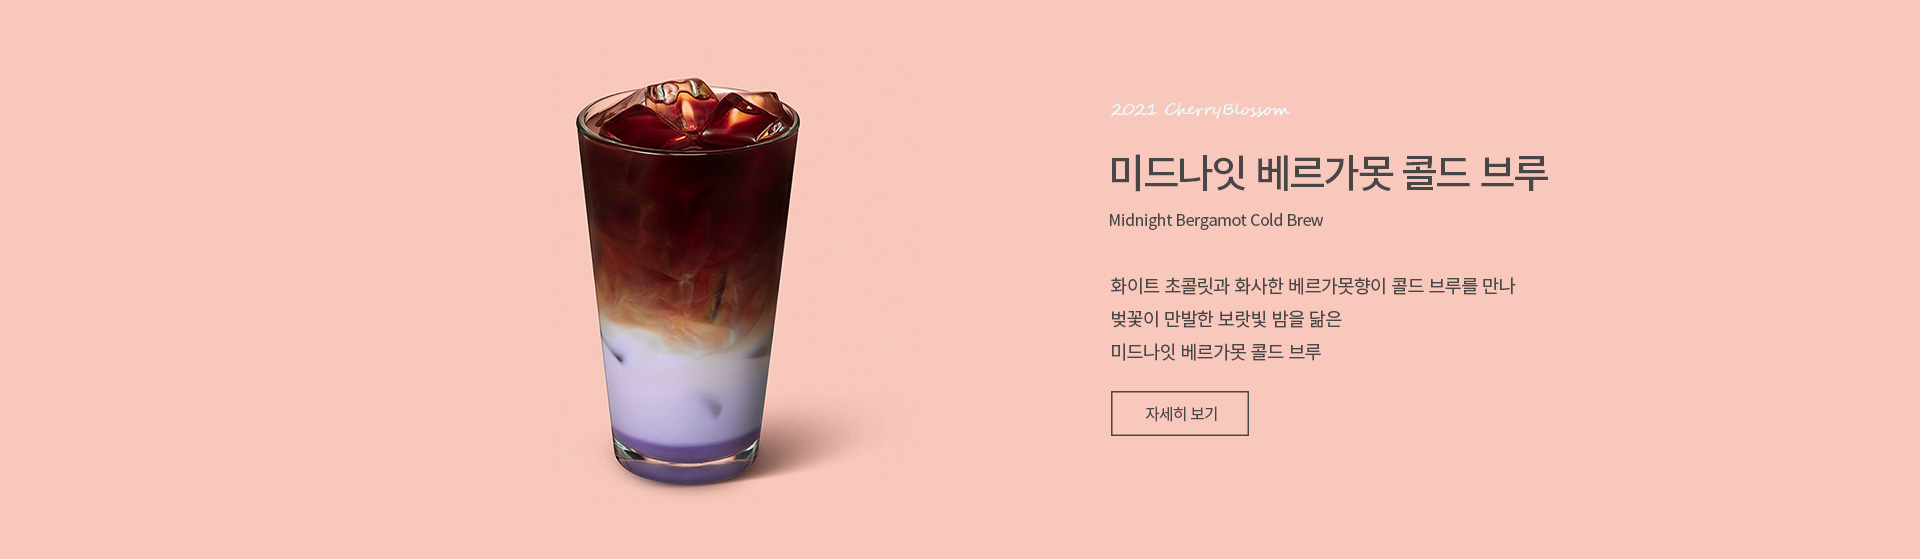 2021 CherryBlossom
미드나잇 베르가못 콜드 브루
Midnight Bergamot Cold Brew
화이트 초콜릿과 화사한 베르가못향이 콜드 브루를 만나
벚꽃이 만발한 보랏빛 밤을 닮은
미드나잇 베르가못 콜드 브루
자세히 보기